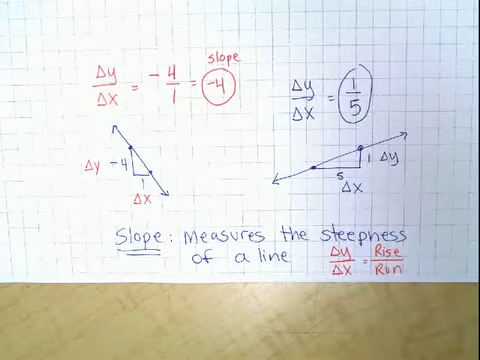 slope
Δy/Δx = -4/1 = -4
Δy/Δx = 1/5
Δy -4
1
Δx
1 Δy
5
Δx
Slope: Measures the steepness
of a line Δy/Δx = Rise/Run